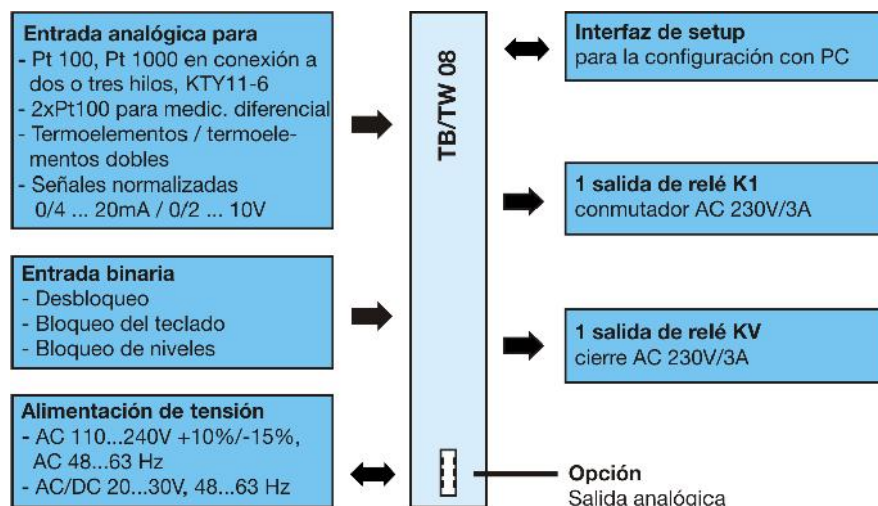 Entrada analógica para
- Pt 100, Pt 1000 en conexión a
dos o tres hilos, KTY11-6
- 2xPt100 para medic. diferencial
- Termoelementos / termoele-
mentos dobles
- Señales normalizadas
0/4 ... 20mA / 0/2 ... 10V
Entrada binaria
- Desbloqueo
- Bloqueo del teclado
- Bloqueo de niveles
Alimentación de tensión
- AC 110...240V +10%/-15%,
AC 48...63 Hz
- AC/DC 20...30V, 48...63 Hz
TB/TW 08
Interfaz de setup
para la configuración con PC
1 salida de relé K1
conmutador AC 230V/3A
1 salida de relé KV
cierre AC 230V/3A
Opción
Salida analógica